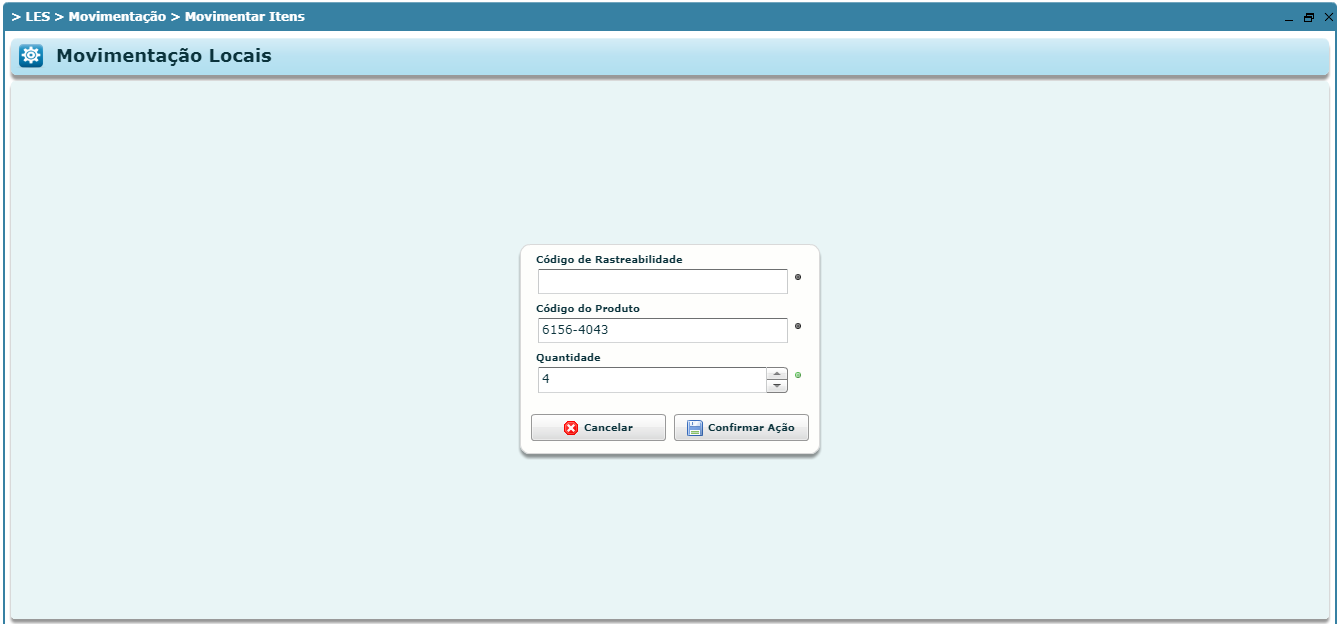 > LES > Movimentação > Movimentar Itens
Movimentação Locais
Código de Rastreabilidade
Código do Produto
6156-4043
Quantidade
4
Cancelar
Confirmar Ação